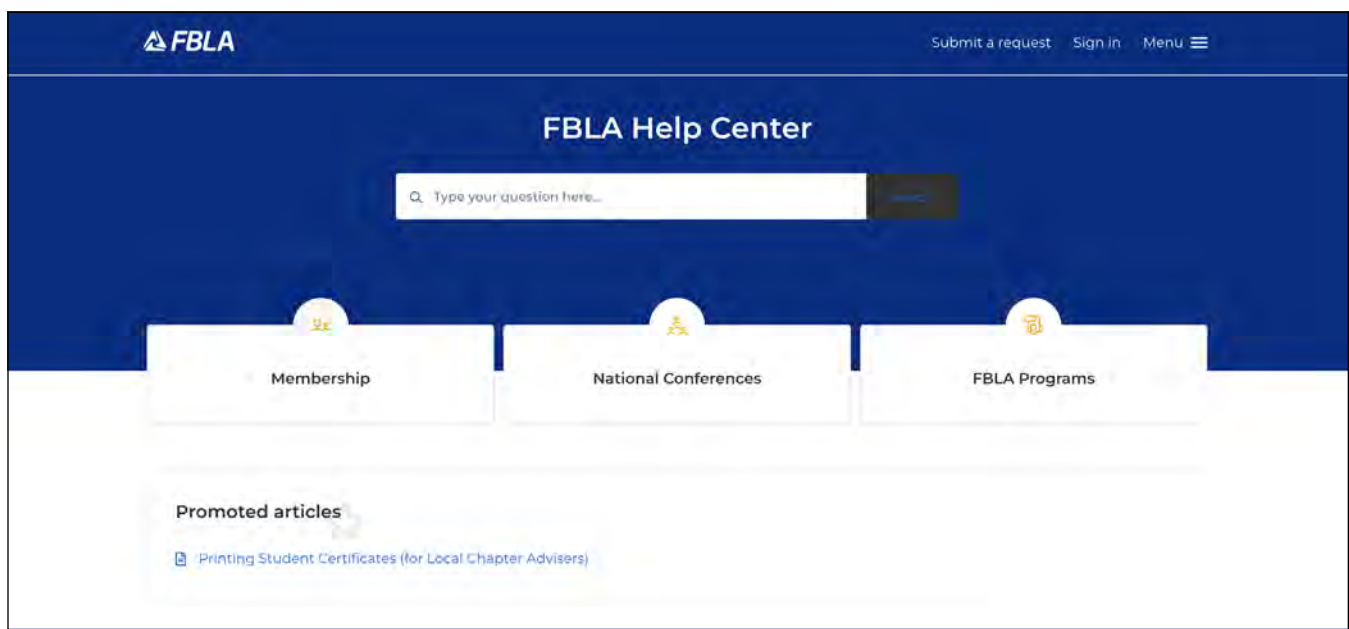 FBLA
Submit a request Sign in Menu
FBLA Help Center
Type your question here...
Membership
National Conferences
FBLA Programs
Promoted articles
Printing Student Certificates (for Local Chapter Advisers)